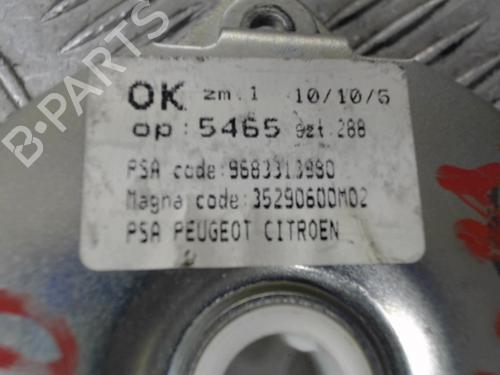 OK zm.1 10/10/5
op:5465 szt.288
PSA code:9683313980
Magna code:35290600M02
PSA PEUGEOT CITROEN
B-PARTS